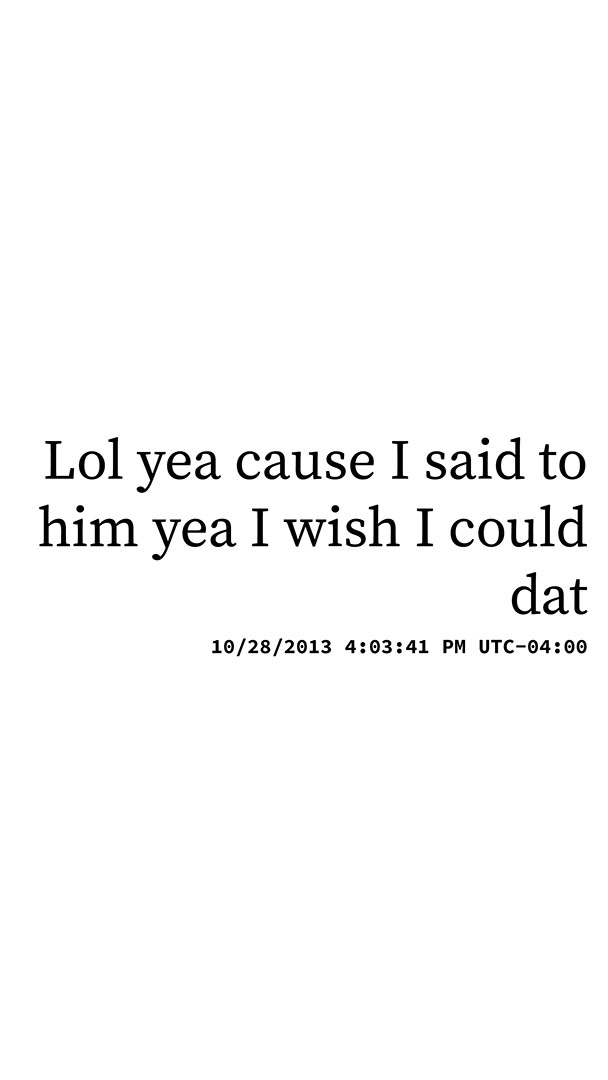 Lol yea cause I said to
him yea I wish I could
dat
10/28/2013 4:03:41 PM UTC−04:00